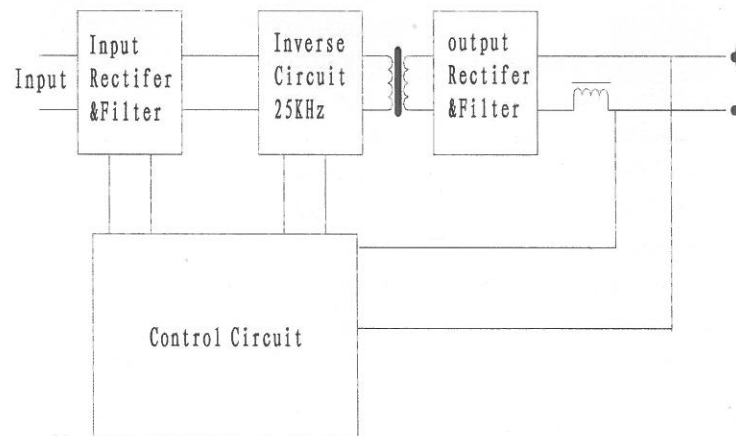 Input
Input
Rectifer
&Filter
Inverse
Circuit
25KHz
output
Rectifer
&Filter
Control Circuit